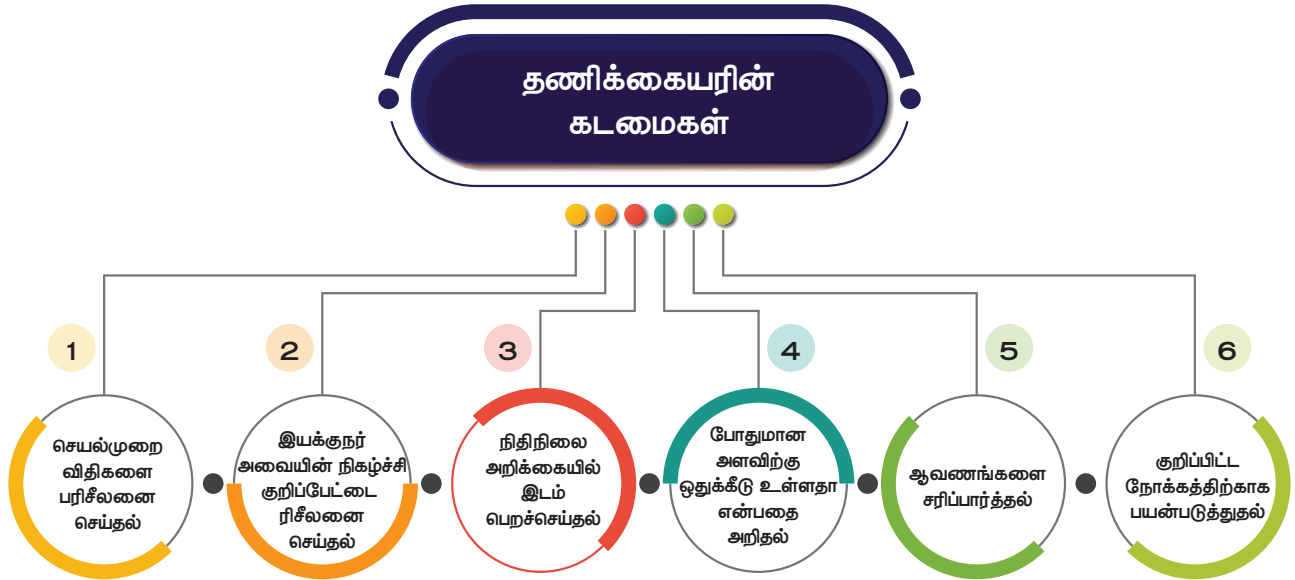 தணிக்கையரின்
கடமைகள்
1
செயல்முறை
விதிகளை
பரிசீலனை
செய்தல்
2
இயக்குநர்
அவையின் நிகழ்ச்சி
குறிப்பேட்டை
ரிசீலனை
செய்தல்
3
நிதிநிலை
அறிக்கையில்
இடம்
பெறச்செய்தல்
4
போதுமான
அளவிற்கு
ஒதுக்கீடு உள்ளதா
என்பதை
அறிதல்
5
ஆவணங்களை
சரிப்பார்த்தல்
6
குறிப்பிட்ட
நோக்கத்திற்காக
பயன்படுத்துதல்